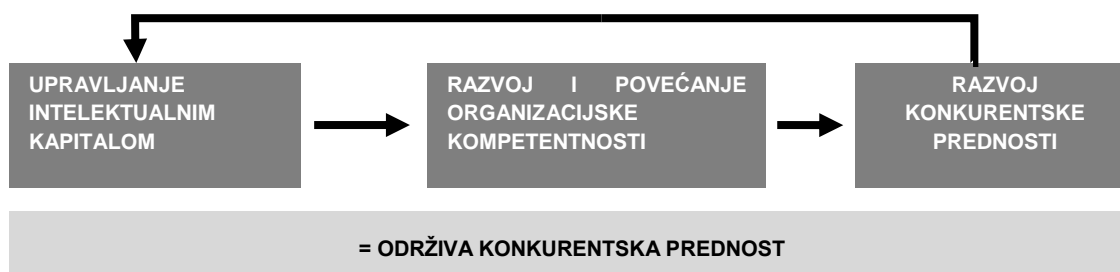 UPRAVLJANJE
INTELEKTUALNIM
KAPITALOM
RAZVOJ I POVEĆANJE
ORGANIZACIJSKE
KOMPETENTNOSTI
RAZVOJ
KONKURENTSKE
PREDNOSTI
= ODRŽIVA KONKURENTSKA PREDNOST